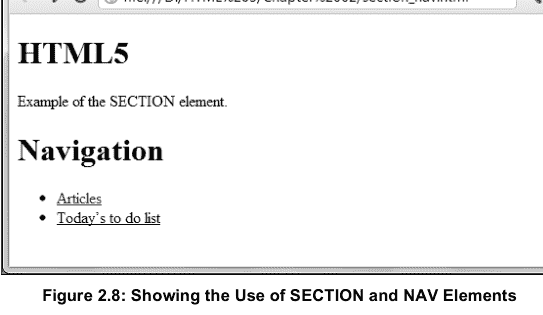 HTML5
Example of the SECTION element.
Navigation
Articles
Today's to do list
Figure 2.8: Showing the Use of SECTION and NAV Elements